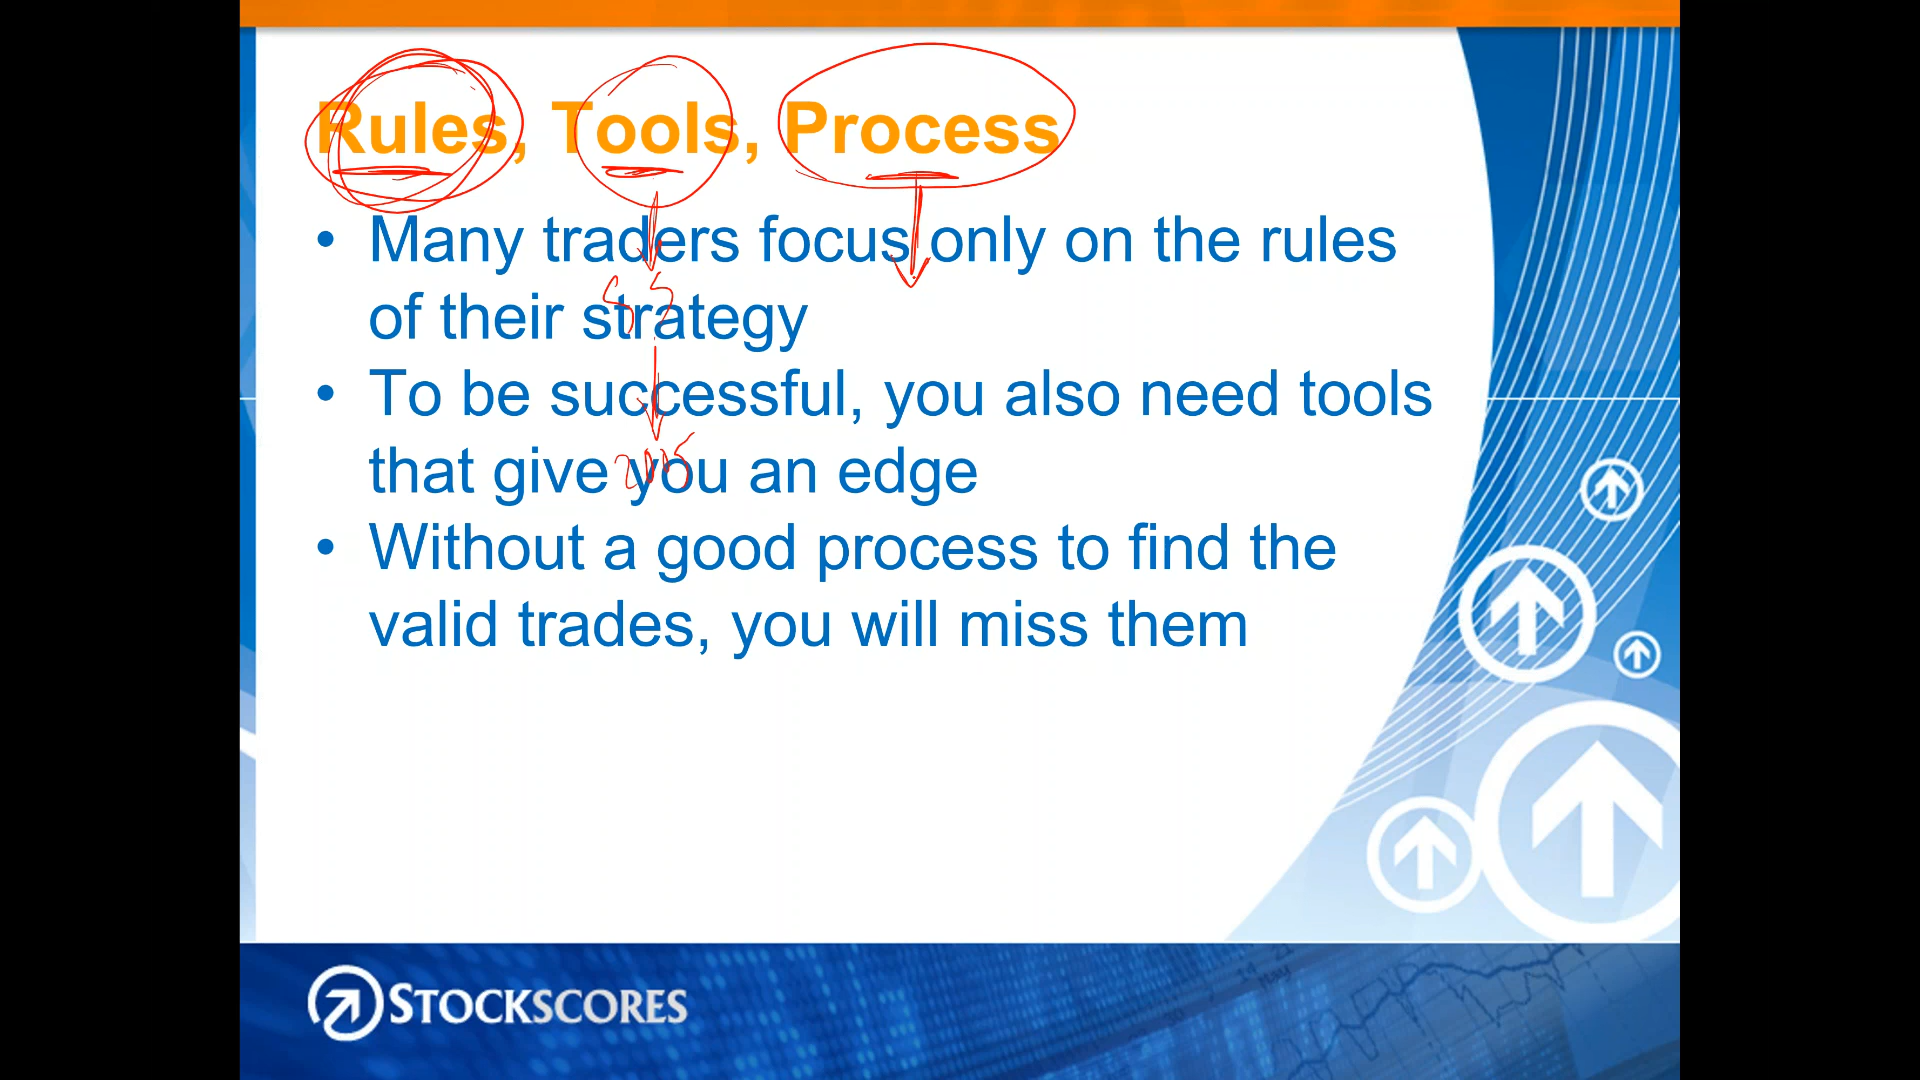 Rules, Tools, Process
• Many traders focus only on the rules
of their strategy
SS
• To be successful, you also need tools
that give you an edge
2005
• Without a good process to find the
valid trades, you will miss them
STOCKSCORES